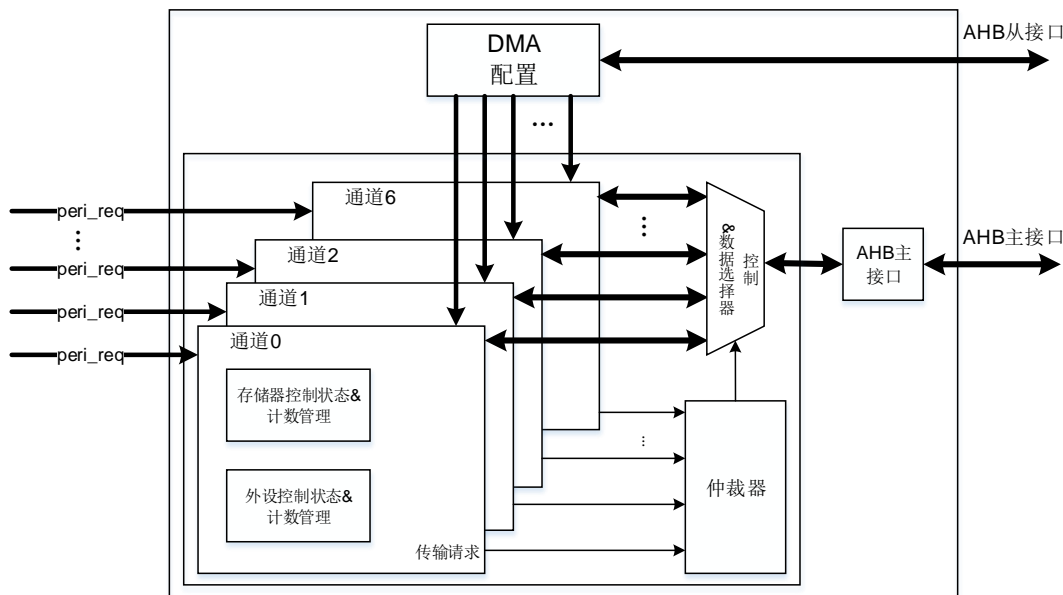 DMA
配置
AHB从接口
...
peri_req
...
peri_req
peri_req
peri_req
通道6
通道2
通道1
通道0
...
控制
&数据选择器
AHB主
接口
AHB主接口
存储器控制状态&
计数管理
外设控制状态&
计数管理
传输请求
...
仲裁器